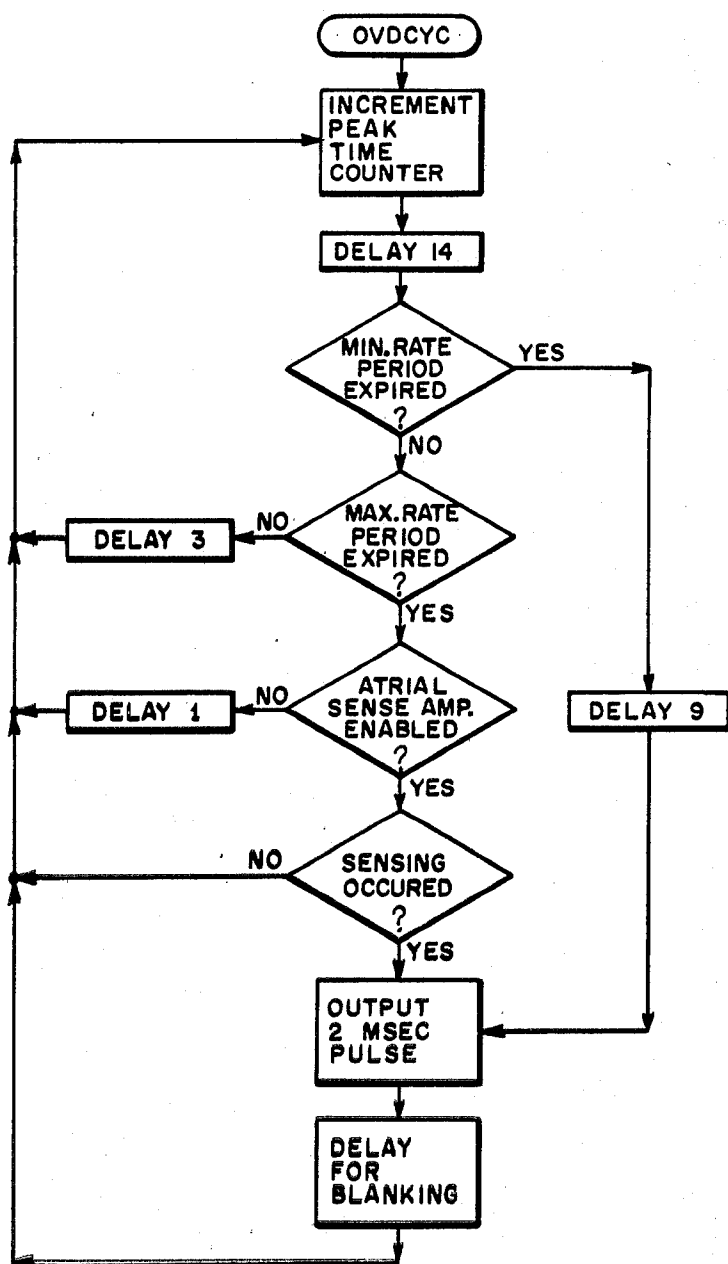 OVDCYC
INCREMENT
PEAK
TIME
COUNTER
DELAY 14
MIN.RATE
PERIOD
EXPIRED
?
YES
NO
MAX.RATE
PERIOD
EXPIRED
?
NO
DELAY 3
YES
ATRIAL
SENSE AMP.
ENABLED
?
NO
DELAY 1
DELAY 9
YES
SENSING
OCCURED
?
NO
YES
OUTPUT
2 MSEC
PULSE
DELAY
FOR
BLANKING